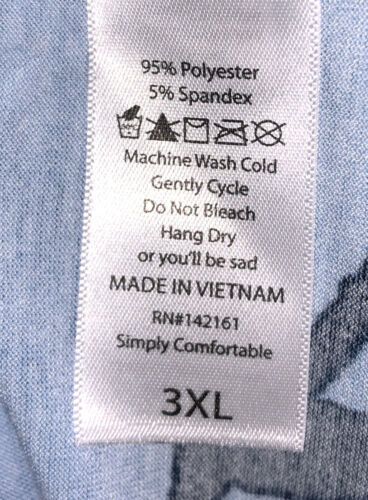 95% Polyester
5% Spandex
Machine Wash Cold
Gently Cycle
Do Not Bleach
Hang Dry
or you'll be sad
MADE IN VIETNAM
RN#142161
Simply Comfortable
3XL